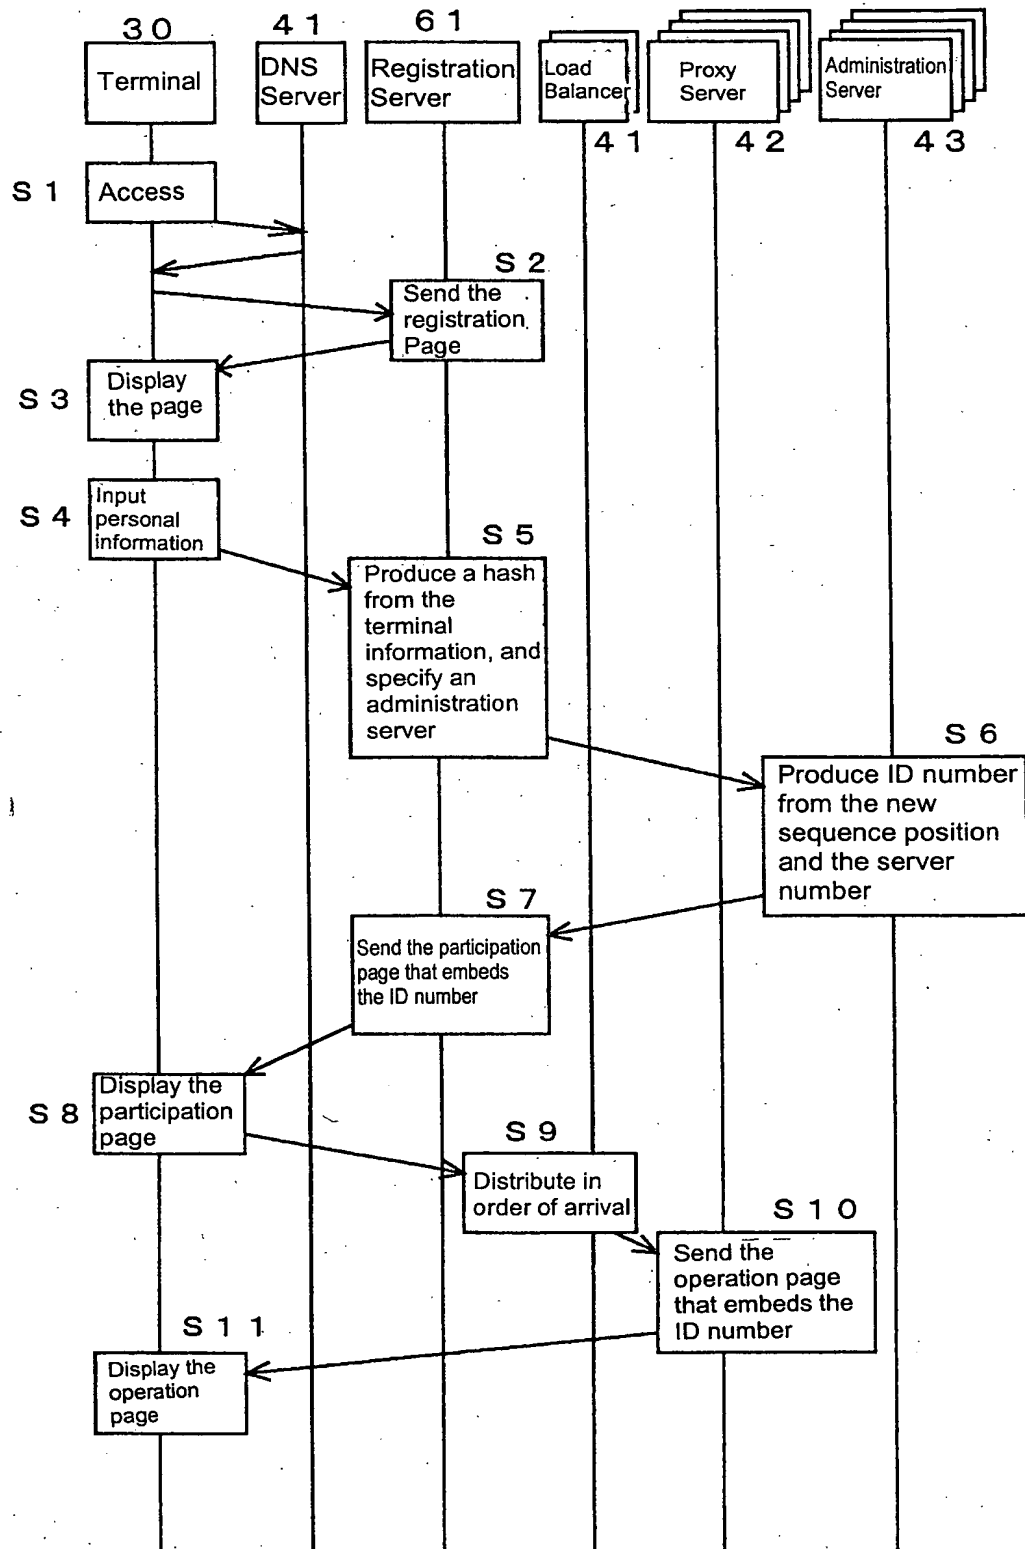 30 41 61
Terminal
DNS
Server
Registration
Server
Load
Balancer
Proxy
Server
Administration
Server
41 42 43
S1
Access
S2
Send the
registration
Page
S3
Display
the page
S4
Input
personal
information
S5
Produce a hash
from the
terminal
information, and
specify an
administration
server
S6
Produce ID number
from the new
sequence position
and the server
number
S7
Send the participation
page that embeds
the ID number
S8
Display the
participation
page
S9
Distribute in
order of arrival
S10
Send the
operation page
that embeds the
ID number
S11
Display the
operation
page